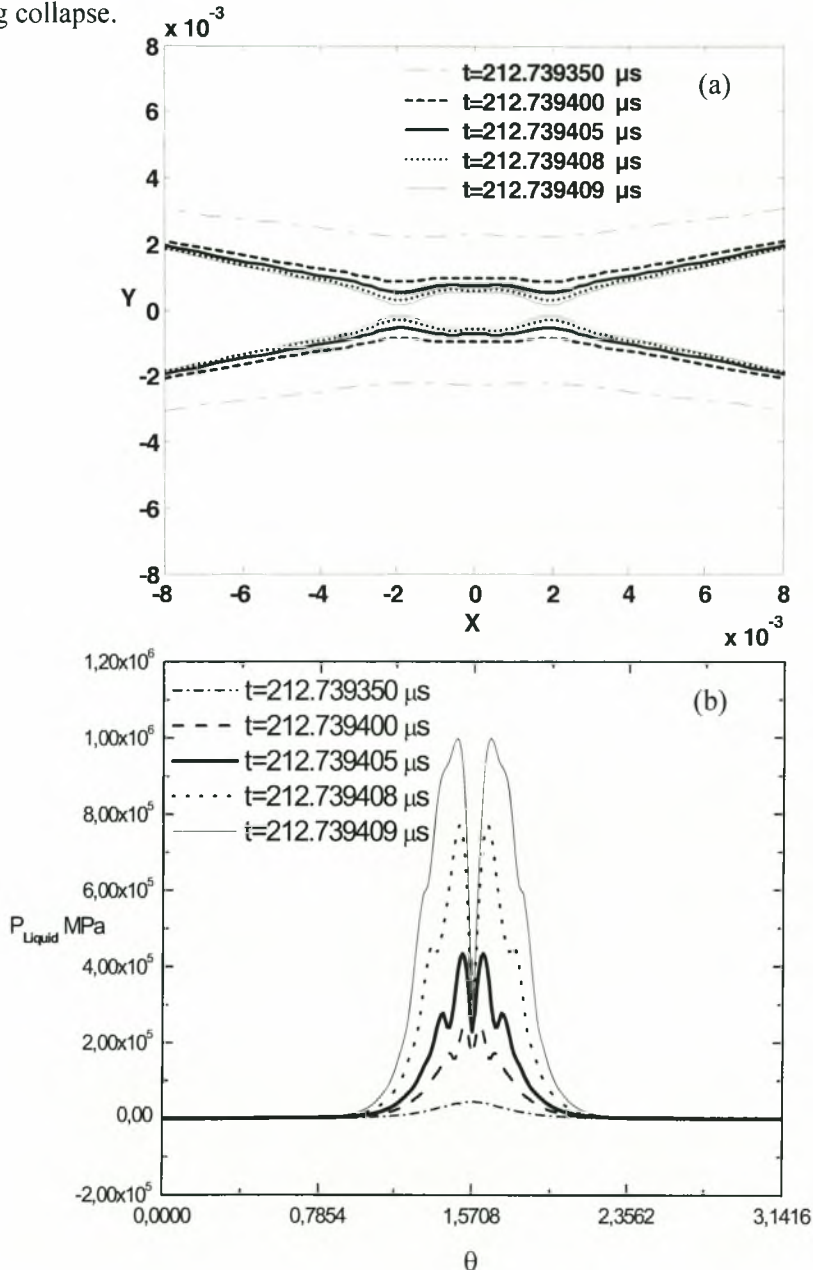 g collapse.
x 10-3
8
6
4
2
Y 0
-2
-4
-6
-8
t=212.739350 µs
t=212.739400 µs
t=212.739405 µs
t=212.739408 µs
t=212.739409 µs
(a)
-8 -6 -4 -2 0 2 4 6 8
X
x 10-3
1,20x10^6
1,00x10^6
8,00x10^5
6,00x10^5
P Liquid MPa
4,00x10^5
2,00x10^5
0,00
-2,00x10^5
t=212.739350 µs
t=212.739400 µs
t=212.739405 µs
t=212.739408 µs
t=212.739409 µs
(b)
0,0000 0,7854 1,5708 2,3562 3,1416
θ